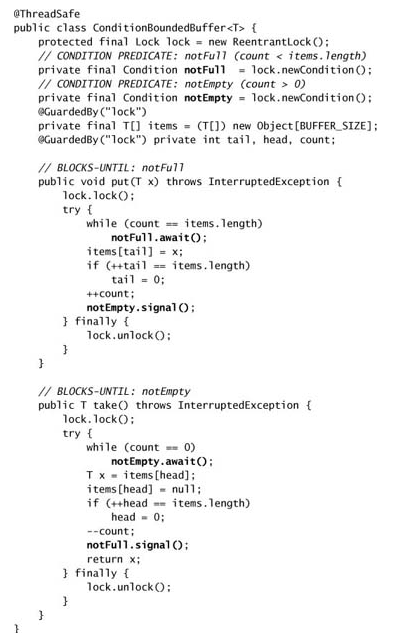 @ThreadSafe
public class ConditionBoundedBuffer<T> {
    protected final Lock lock = new ReentrantLock();
    // CONDITION PREDICATE: notFull (count < items.length)
    private final Condition notFull  = lock.newCondition();
    // CONDITION PREDICATE: notEmpty (count > 0)
    private final Condition notEmpty = lock.newCondition();
    @GuardedBy("lock")
    private final T[] items = (T[]) new Object[BUFFER_SIZE];
    @GuardedBy("lock") private int tail, head, count;

    // BLOCKS-UNTIL: notFull
    public void put(T x) throws InterruptedException {
        lock.lock();
        try {
            while (count == items.length)
                notFull.await();
            items[tail] = x;
            if (++tail == items.length)
                tail = 0;
            ++count;
            notEmpty.signal();
        } finally {
            lock.unlock();
        }
    }

    // BLOCKS-UNTIL: notEmpty
    public T take() throws InterruptedException {
        lock.lock();
        try {
            while (count == 0)
                notEmpty.await();
            T x = items[head];
            items[head] = null;
            if (++head == items.length)
                head = 0;
            --count;
            notFull.signal();
            return x;
        } finally {
            lock.unlock();
        }
    }
}